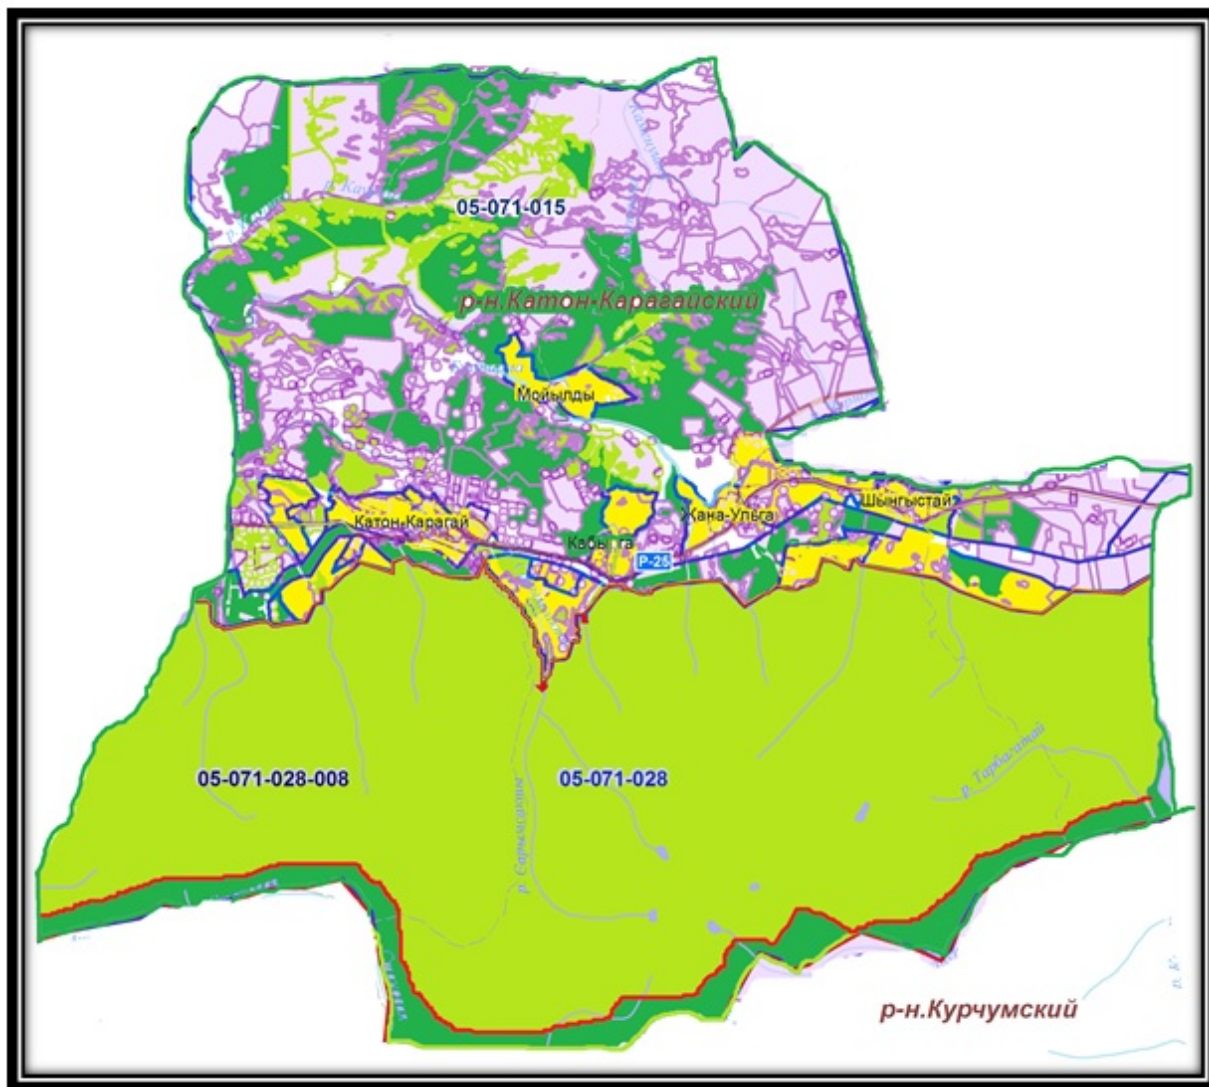 05-071-015
р-н.Катон-Карагайский
Мойылды
Шынгыстай
Жана-Ульга
Катон-Карагай
Р-25
05-071-028-008
05-071-028
р. Тарбагатай
р. Сарымсакты
р-н.Курчумский